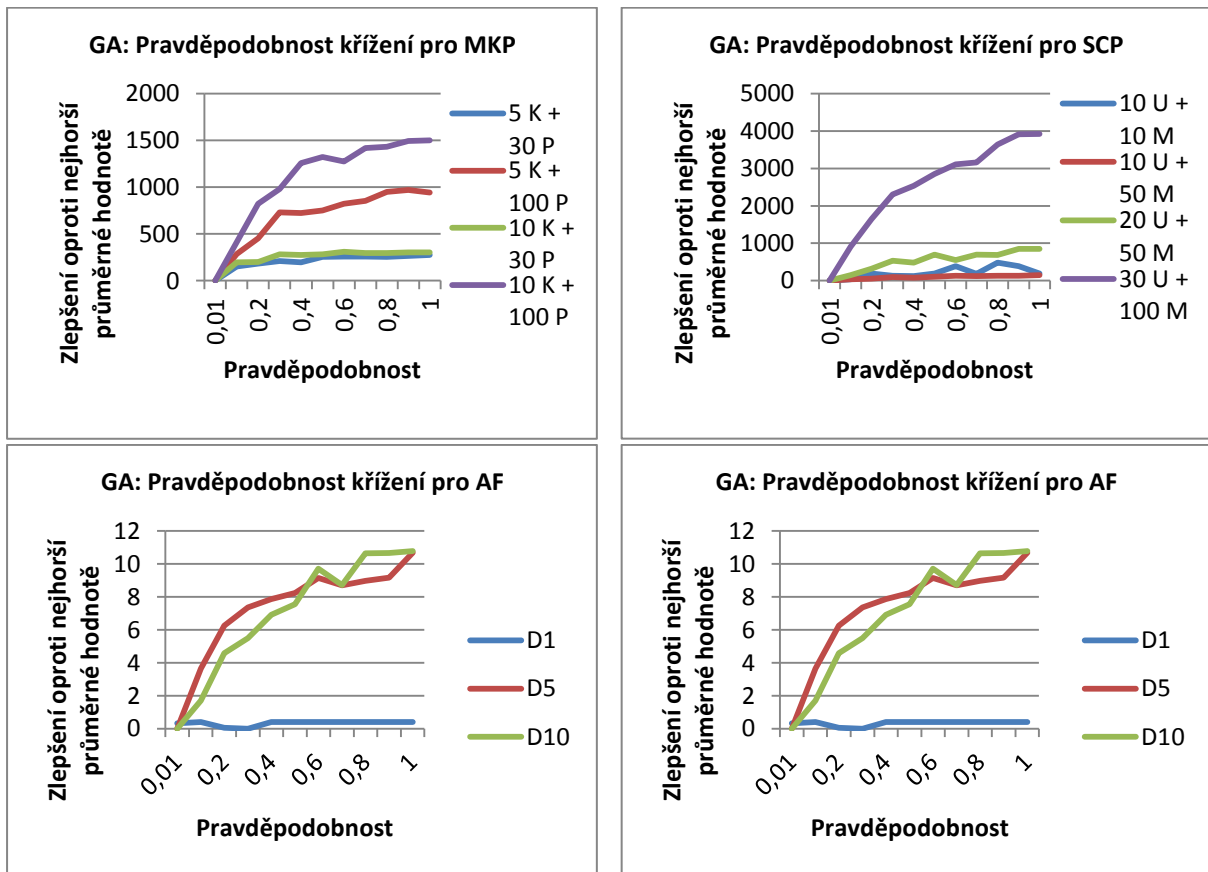 GA: Pravděpodobnost křížení pro MKP
Zlepšení oproti nejhorší
průměrné hodnotě
2000
1500
1000
500
0
0,01
0,2
0,4
0,6
0,8
1
Pravděpodobnost
5 K +
30 P
5 K +
100 P
10 K +
30 P
10 K +
100 P
GA: Pravděpodobnost křížení pro SCP
Zlepšení oproti nejhorší
průměrné hodnotě
5000
4000
3000
2000
1000
0
0,01
0,2
0,4
0,6
0,8
1
Pravděpodobnost
10 U +
10 M
10 U +
50 M
20 U +
50 M
30 U +
100 M
GA: Pravděpodobnost křížení pro AF
Zlepšení oproti nejhorší
průměrné hodnotě
12
10
8
6
4
2
0
0,01
0,2
0,4
0,6
0,8
1
Pravděpodobnost
D1
D5
D10
GA: Pravděpodobnost křížení pro AF
Zlepšení oproti nejhorší
průměrné hodnotě
12
10
8
6
4
2
0
0,01
0,2
0,4
0,6
0,8
1
Pravděpodobnost
D1
D5
D10